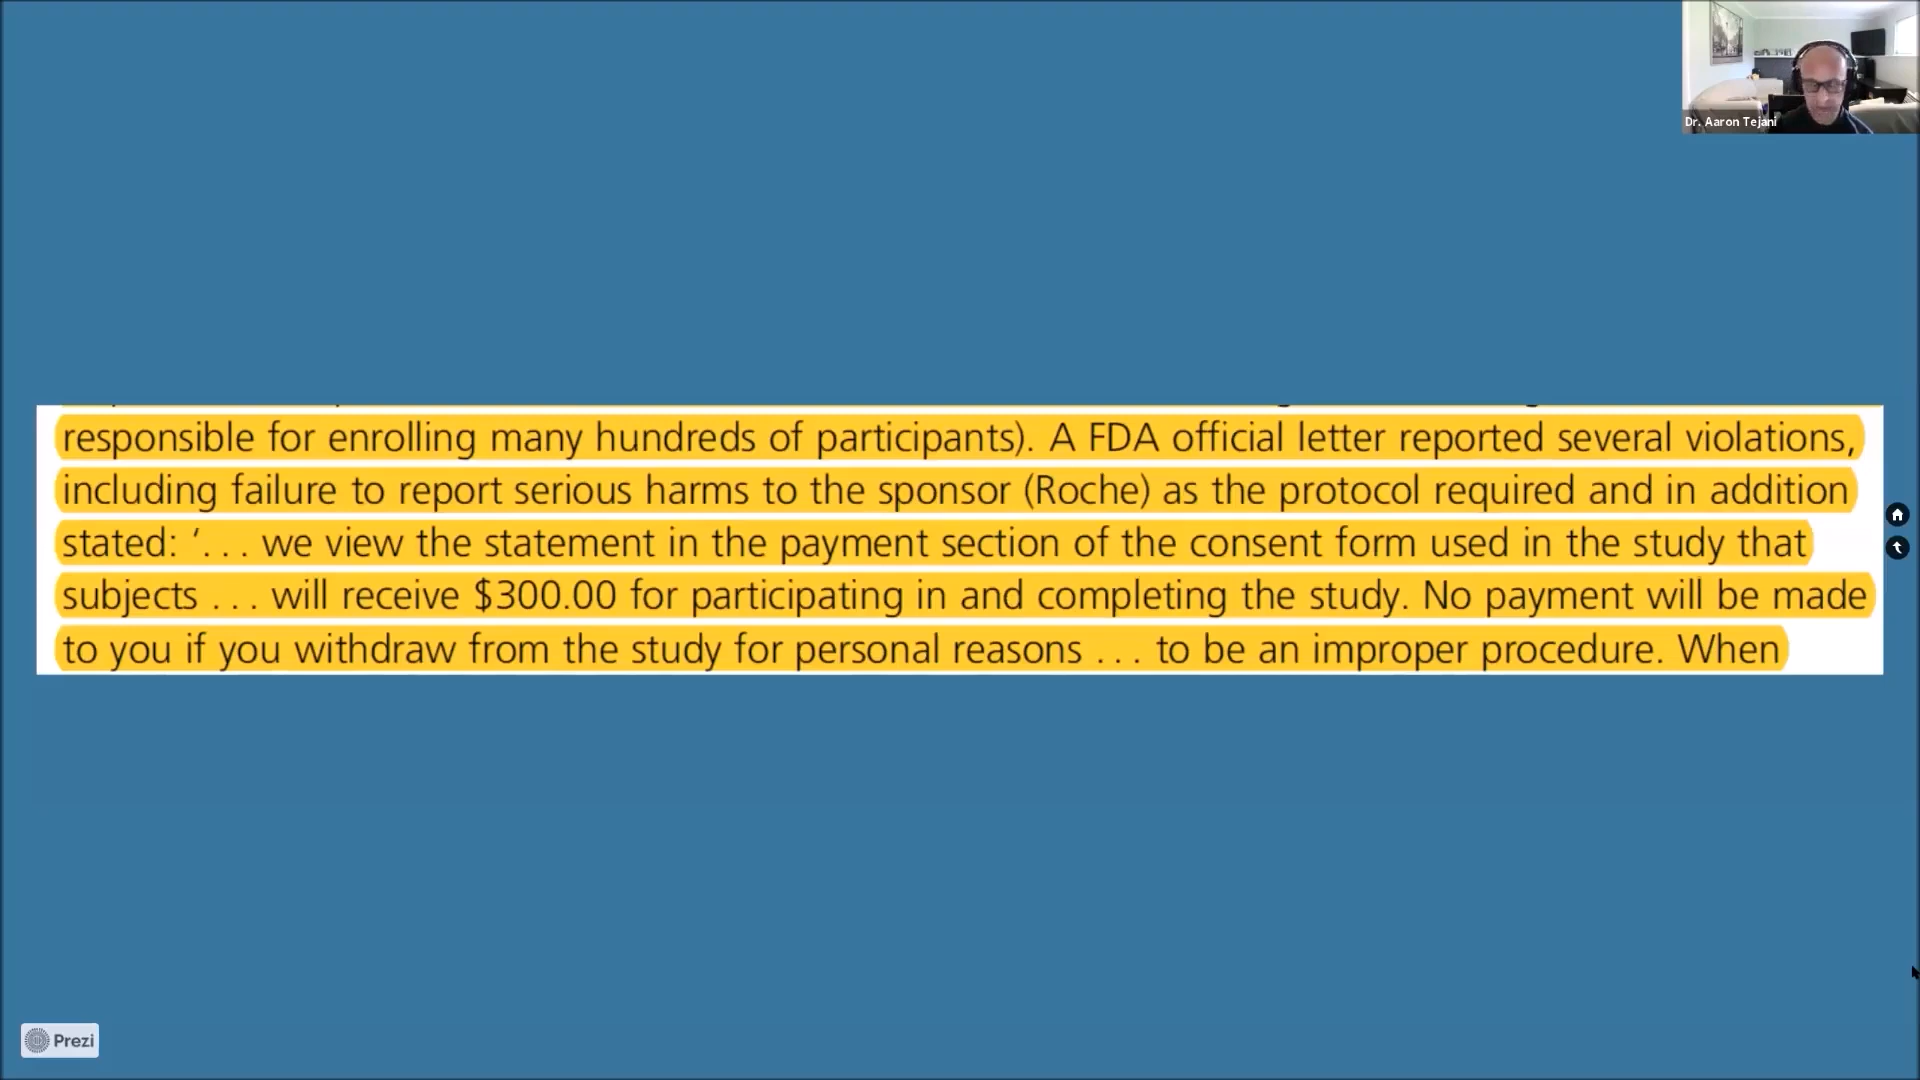 Dr. Aaron Tejani
responsible for enrolling many hundreds of participants). A FDA official letter reported several violations,
including failure to report serious harms to the sponsor (Roche) as the protocol required and in addition
stated: ‘. . . we view the statement in the payment section of the consent form used in the study that
subjects . . . will receive $300.00 for participating in and completing the study. No payment will be made
to you if you withdraw from the study for personal reasons . . . to be an improper procedure. When
Prezi